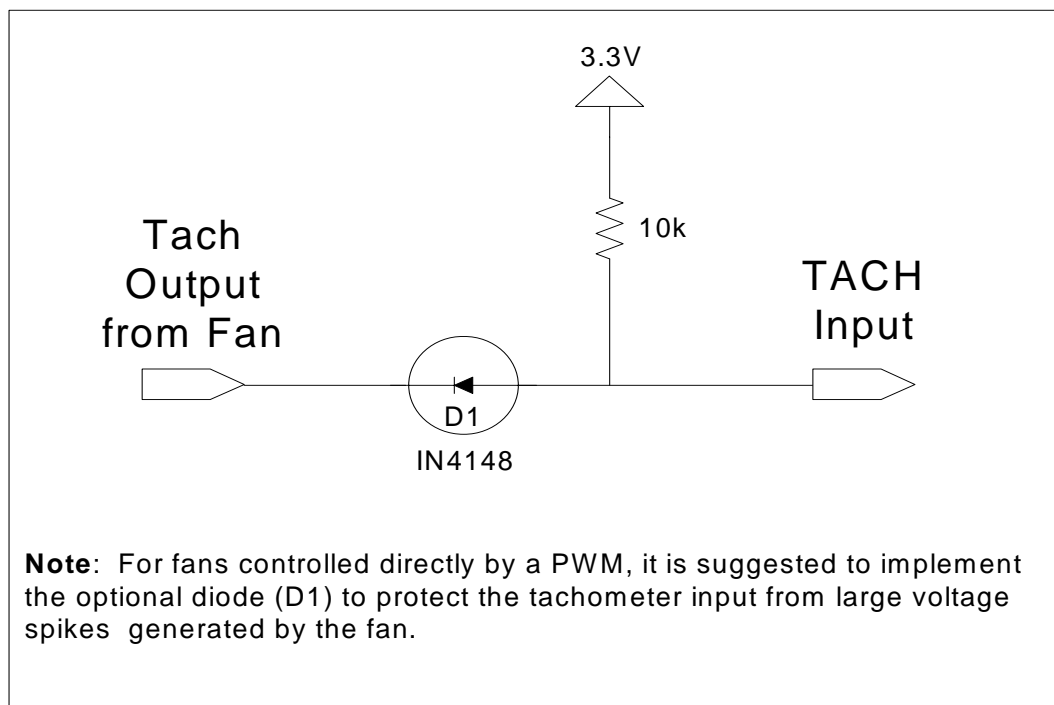 3.3V
10k
Tach
Output
from Fan
TACH
Input
D1
IN4148
Note: For fans controlled directly by a PWM, it is suggested to implement
the optional diode (D1) to protect the tachometer input from large voltage
spikes generated by the fan.